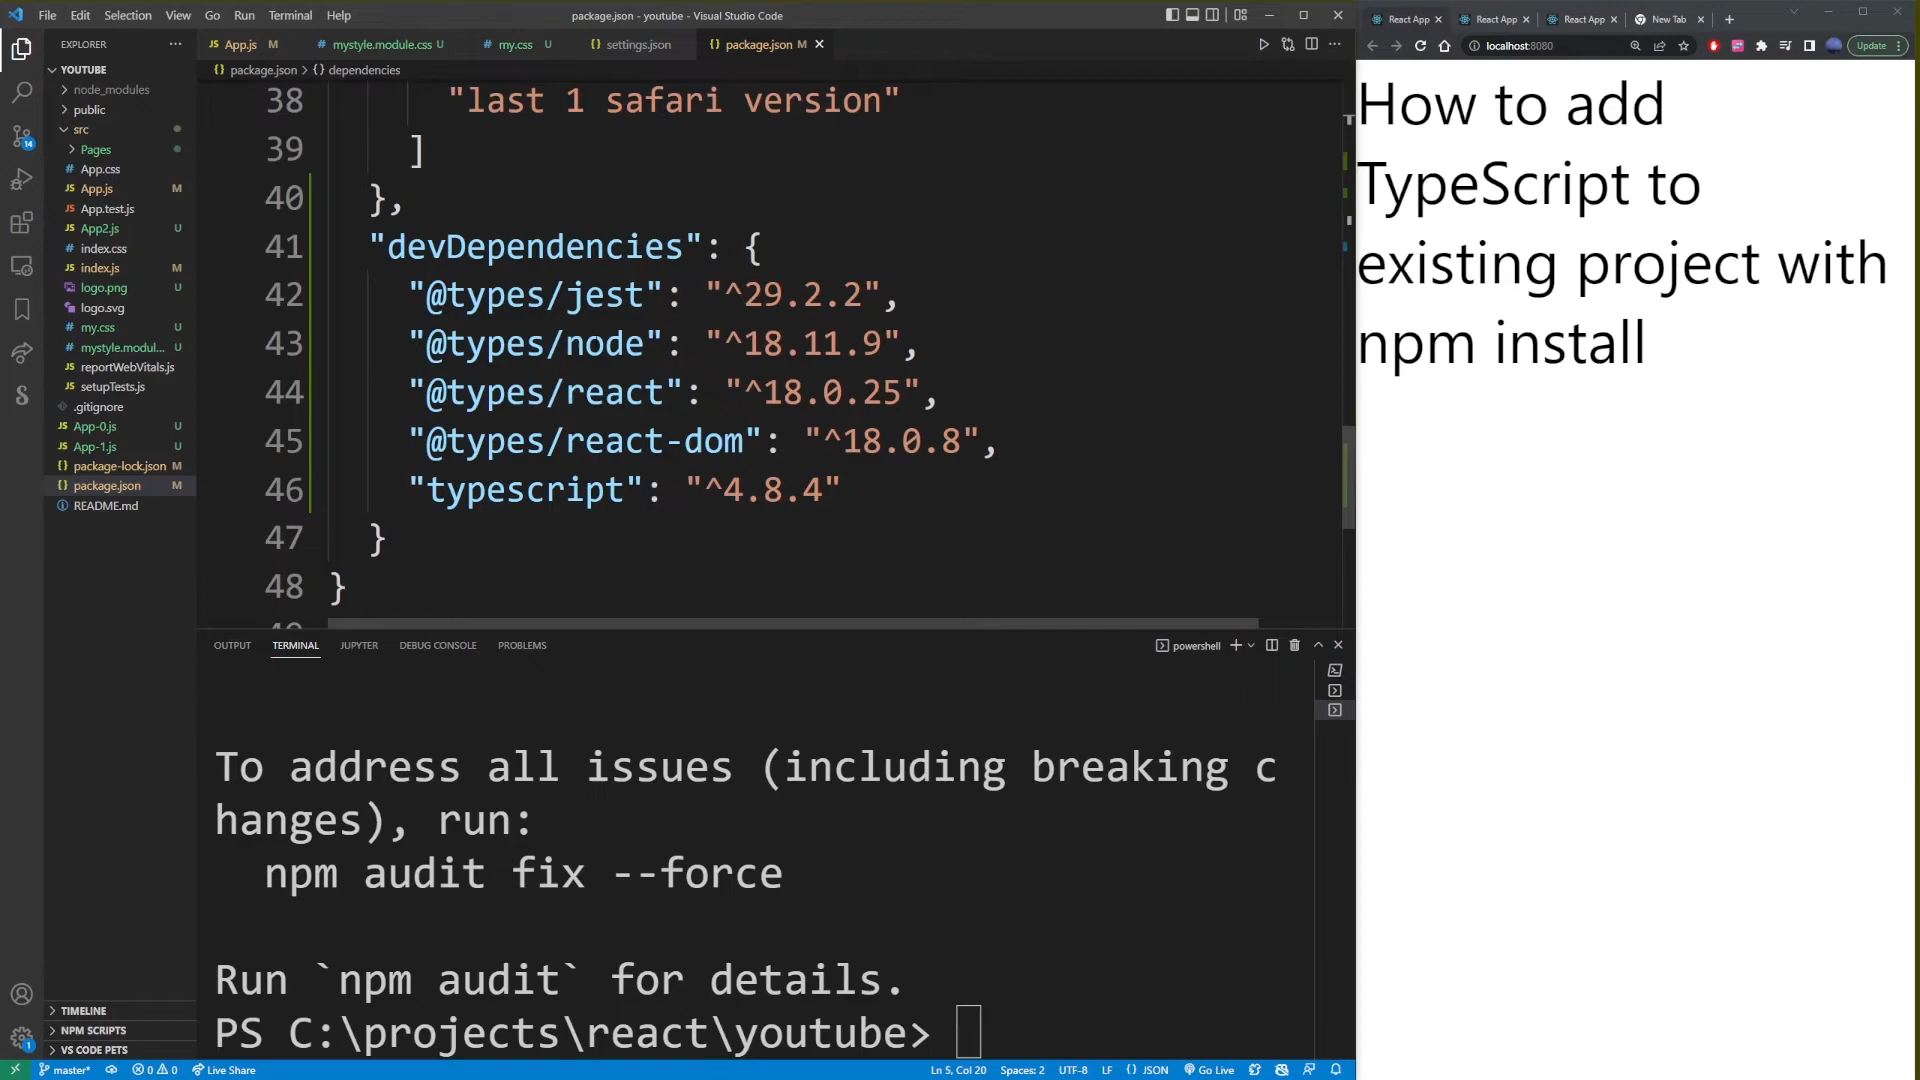 File Edit Selection View Go Run Terminal Help
package.json - youtube - Visual Studio Code
EXPLORER
YOUTUBE
node_modules
public
src
Pages
App.css
App.js M
App.test.js
App2.js U
index.css
index.js M
logo.png U
logo.svg
my.css U
mystyle.modul... U
reportWebVitals.js
setupTests.js
.gitignore
App-0.js U
App-1.js U
package-lock.json M
package.json M
README.md
TIMELINE
NPM SCRIPTS
VS CODE PETS
App.js M mystyle.module.css U my.css U settings.json package.json M
package.json > {} dependencies
38 "last 1 safari version"
39 ]
40 },
41 "devDependencies": {
42 "@types/jest": "^29.2.2",
43 "@types/node": "^18.11.9",
44 "@types/react": "^18.0.25",
45 "@types/react-dom": "^18.0.8",
46 "typescript": "^4.8.4"
47 }
48 }
OUTPUT TERMINAL JUPYTER DEBUG CONSOLE PROBLEMS
powershell
To address all issues (including breaking c
hanges), run:
npm audit fix --force
Run `npm audit` for details.
PS C:\projects\react\youtube>
master* 0 0 Live Share
Ln 5, Col 20 Spaces: 2 UTF-8 LF {} JSON Go Live
React App React App React App New Tab
localhost:8080
Update
How to add
TypeScript to
existing project with
npm install